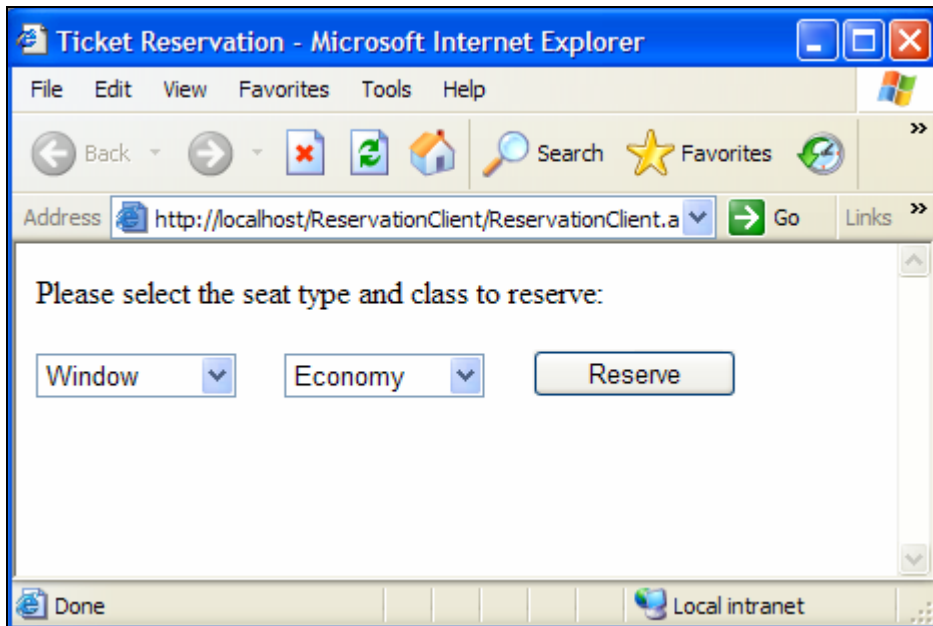 Ticket Reservation - Microsoft Internet Explorer
File Edit View Favorites Tools Help
Back Search Favorites »
Address http://localhost/ReservationClient/ReservationClient.a Go Links »
Please select the seat type and class to reserve:
Window Economy Reserve
Done Local intranet